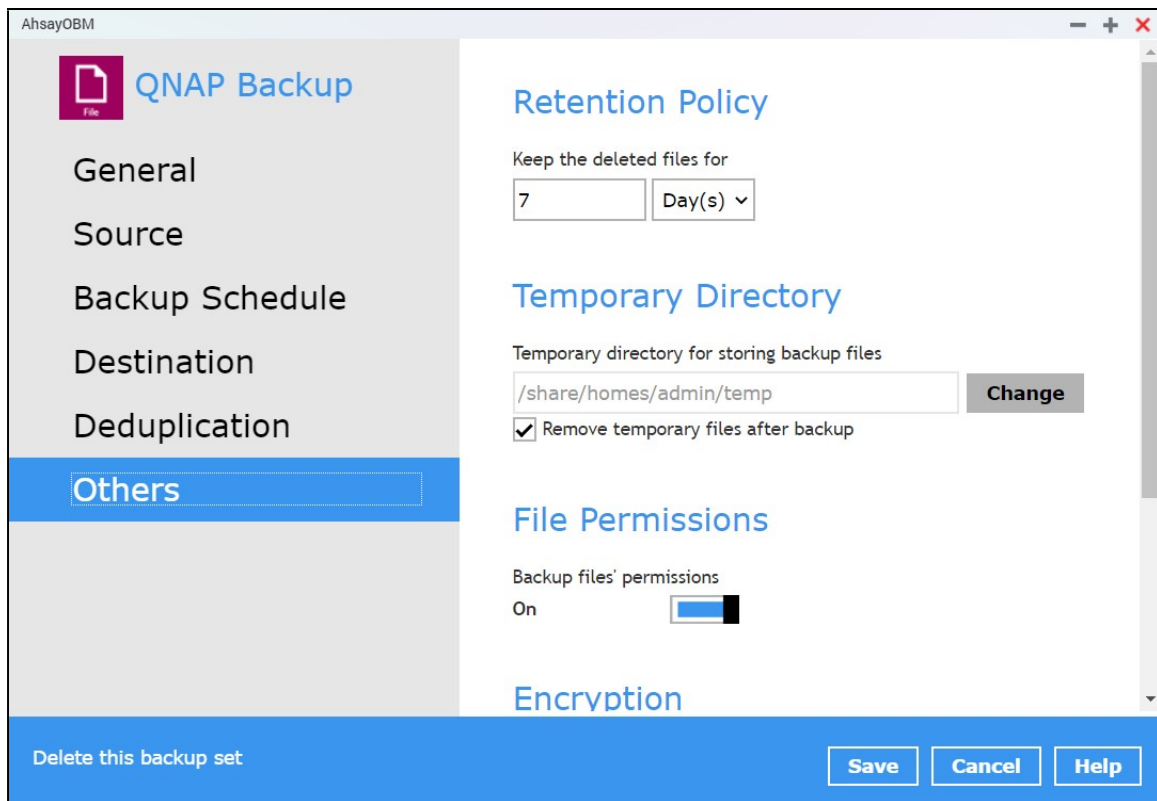 AhsayOBM
File
QNAP Backup
General
Source
Backup Schedule
Destination
Deduplication
Others
Retention Policy
Keep the deleted files for
7
Day(s)
Temporary Directory
Temporary directory for storing backup files
/share/homes/admin/temp
Change
Remove temporary files after backup
File Permissions
Backup files' permissions
On
Encryption
Delete this backup set
Save
Cancel
Help